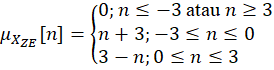 μ_{X_{ZE}}[n] = {0; n ≤ −3 atau n ≥ 3
n + 3; −3 ≤ n ≤ 0
3 − n; 0 ≤ n ≤ 3